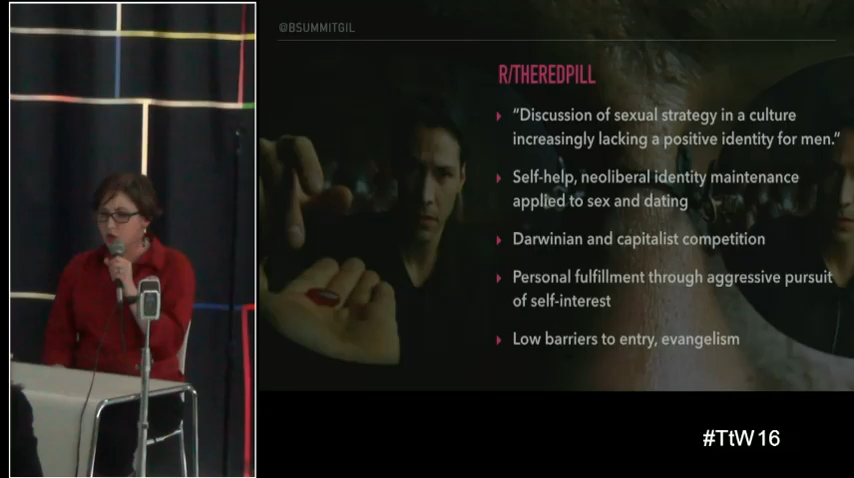 @BSUMMITGIL
R/THEREDPILL
“Discussion of sexual strategy in a culture
increasingly lacking a positive identity for men.”
Self-help, neoliberal identity maintenance
applied to sex and dating
Darwinian and capitalist competition
Personal fulfillment through aggressive pursuit
of self-interest
Low barriers to entry, evangelism
#TtW16